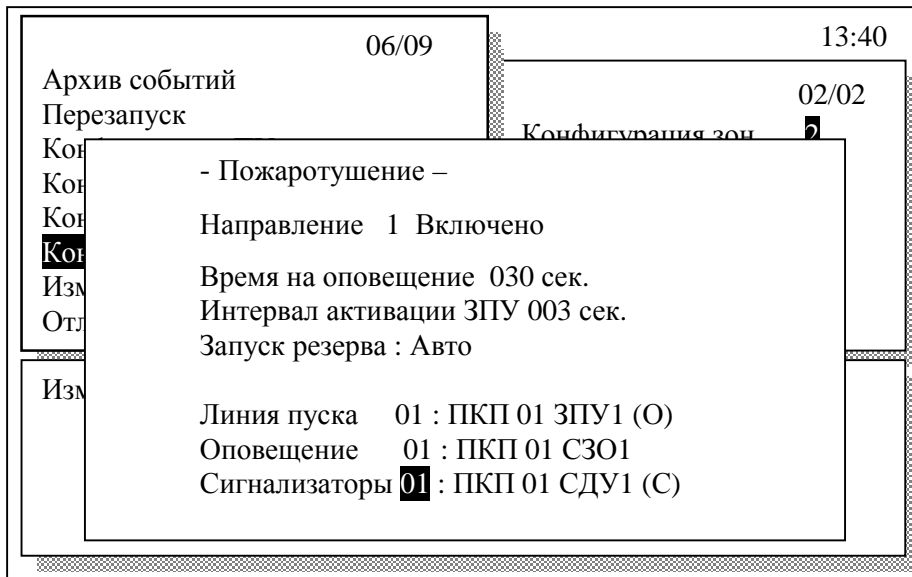 06/09
13:40
Архив событий
02/02
Перезапуск
Конфигурация зон 2
- Пожаротушение –
Направление 1 Включено
Время на оповещение 030 сек.
Интервал активации ЗПУ 003 сек.
Запуск резерва : Авто
Линия пуска 01 : ПКП 01 ЗПУ1 (О)
Оповещение 01 : ПКП 01 СЗО1
Сигнализаторы 01 : ПКП 01 СДУ1 (С)